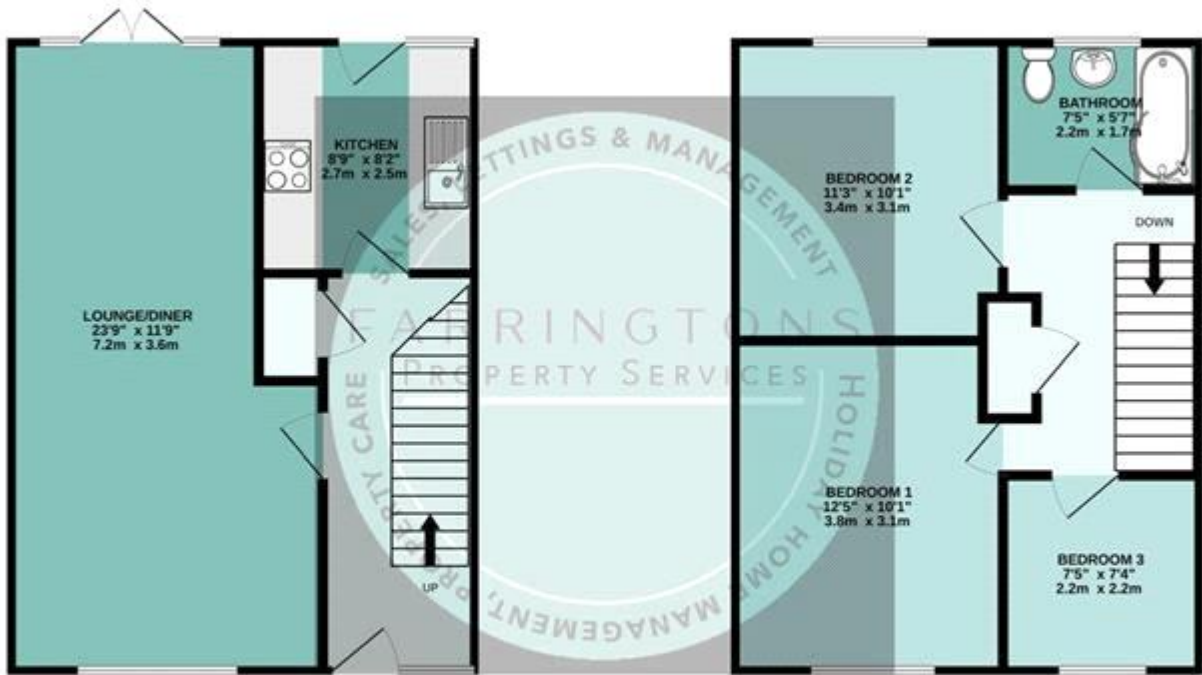 KITCHEN
8'9" x 8'2"
2.7m x 2.5m
LOUNGE/DINER
23'9" x 11'9"
7.2m x 3.6m
UP
BATHROOM
7'5" x 5'7"
2.2m x 1.7m
BEDROOM 2
11'3" x 10'1"
3.4m x 3.1m
DOWN
BEDROOM 1
12'5" x 10'1"
3.8m x 3.1m
BEDROOM 3
7'5" x 7'4"
2.2m x 2.2m
SALES, LETTINGS & MANAGEMENT
FARRINGTONS
PROPERTY SERVICES
HOLIDAY HOME MANAGEMENT, PROPERTY CARE